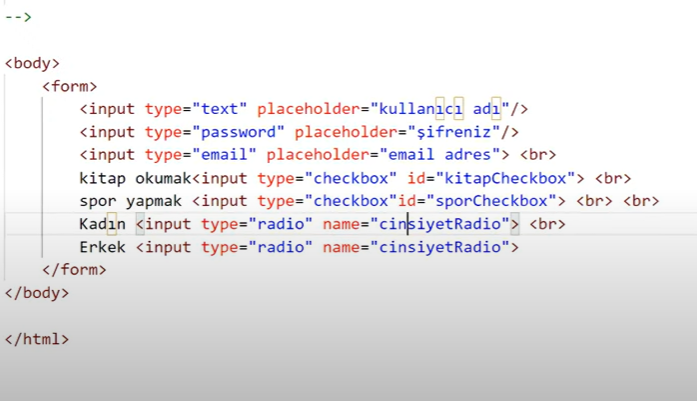 -->
<body>
<form>
<input type="text" placeholder="kullanıcı adı"/>
<input type="password" placeholder="şifreniz"/>
<input type="email" placeholder="email adres"> <br>
kitap okumak<input type="checkbox" id="kitapCheckbox"> <br>
spor yapmak <input type="checkbox"id="sporCheckbox"> <br> <br>
Kadın <input type="radio" name="cinsiyetRadio"> <br>
Erkek <input type="radio" name="cinsiyetRadio">
</form>
</body>
</html>